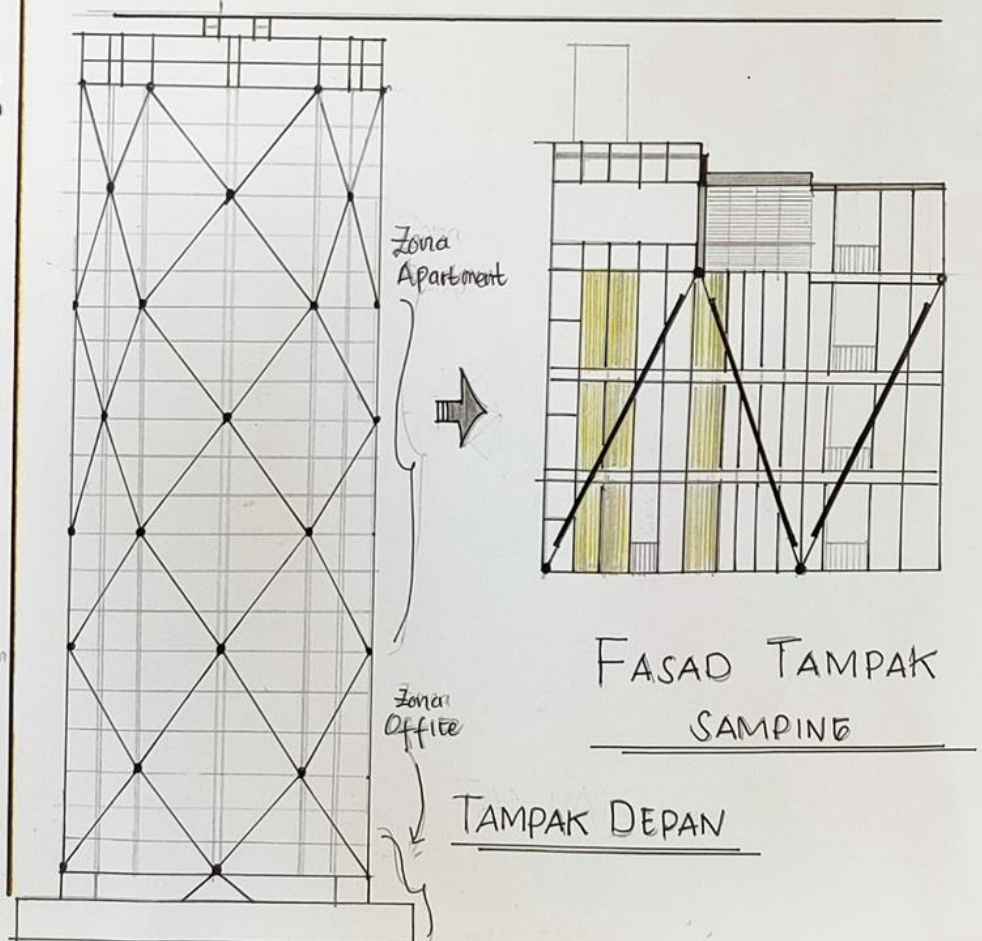 Zona
Apartment
Zona
Office
TAMPAK DEPAN
FASAD TAMPAK
SAMPING